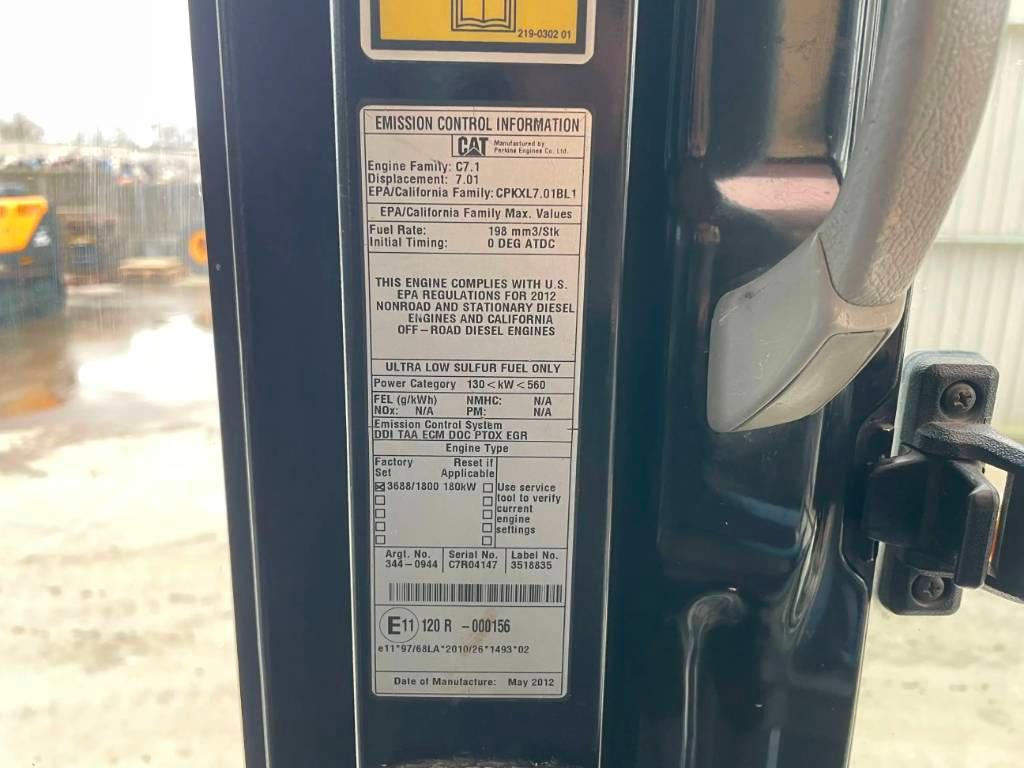 219-0302 01
EMISSION CONTROL INFORMATION
CAT Manufactured by
Perkins Engines Co. Ltd.
Engine Family: C7.1
Displacement: 7.01
EPA/California Family: CPKXL7.01BL1
EPA/California Family Max. Values
Fuel Rate: 198 mm3/Stk
Initial Timing: 0 DEG ATDC
THIS ENGINE COMPLIES WITH U.S.
EPA REGULATIONS FOR 2012
NONROAD AND STATIONARY DIESEL
ENGINES AND CALIFORNIA
OFF-ROAD DIESEL ENGINES
ULTRA LOW SULFUR FUEL ONLY
Power Category 130<kW<560
FEL (g/kWh) NMHC: N/A
NOx: N/A PM: N/A
Emission Control System
DDI TAA ECM DOC PTOX EGR
Engine Type
Factory Reset if
Set Applicable
3688/1800 180kW
Use service
tool to verify
current
engine
settings
Argt. No. Serial No. Label No.
344-0944 C7R04147 3518835
E11 120 R -000156
e11*97/68LA*2010/26*1493*02
Date of Manufacture: May 2012